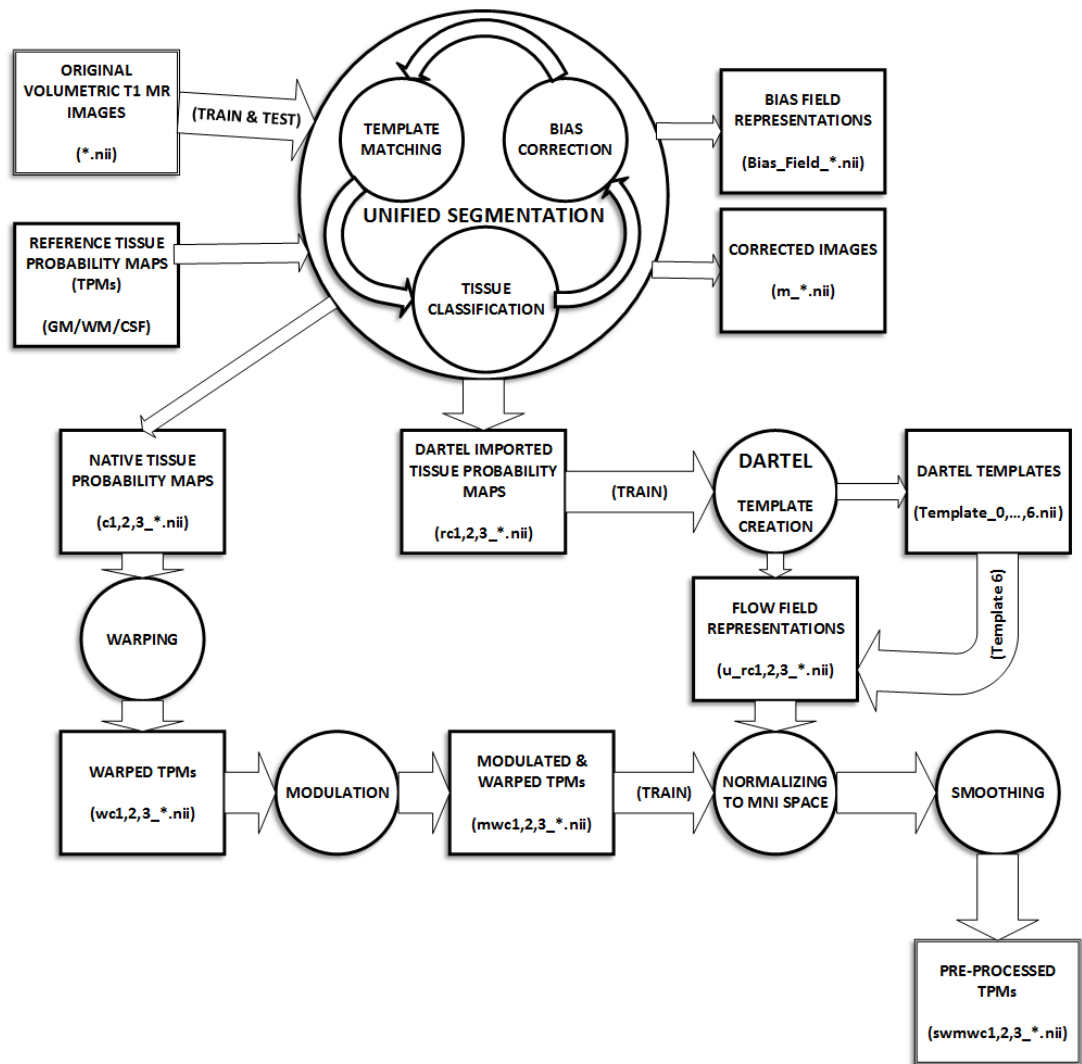 ORIGINAL
VOLUMETRIC T1 MR
IMAGES
(*.nii)
(TRAIN & TEST)
TEMPLATE
MATCHING
BIAS
CORRECTION
UNIFIED SEGMENTATION
TISSUE
CLASSIFICATION
BIAS FIELD
REPRESENTATIONS
(Bias_Field_*.nii)
REFERENCE TISSUE
PROBABILITY MAPS
(TPMs)
(GM/WM/CSF)
CORRECTED IMAGES
(m_*.nii)
NATIVE TISSUE
PROBABILITY MAPS
(c1,2,3_*.nii)
DARTEL IMPORTED
TISSUE PROBABILITY
MAPS
(rc1,2,3_*.nii)
(TRAIN)
DARTEL
TEMPLATE
CREATION
DARTEL TEMPLATES
(Template_0,...,6.nii)
WARPING
FLOW FIELD
REPRESENTATIONS
(u_rc1,2,3_*.nii)
(Template 6)
WARPED TPMs
(wc1,2,3_*.nii)
MODULATION
MODULATED &
WARPED TPMs
(mwc1,2,3_*.nii)
(TRAIN)
NORMALIZING
TO MNI SPACE
SMOOTHING
PRE-PROCESSED
TPMs
(swmwc1,2,3_*.nii)